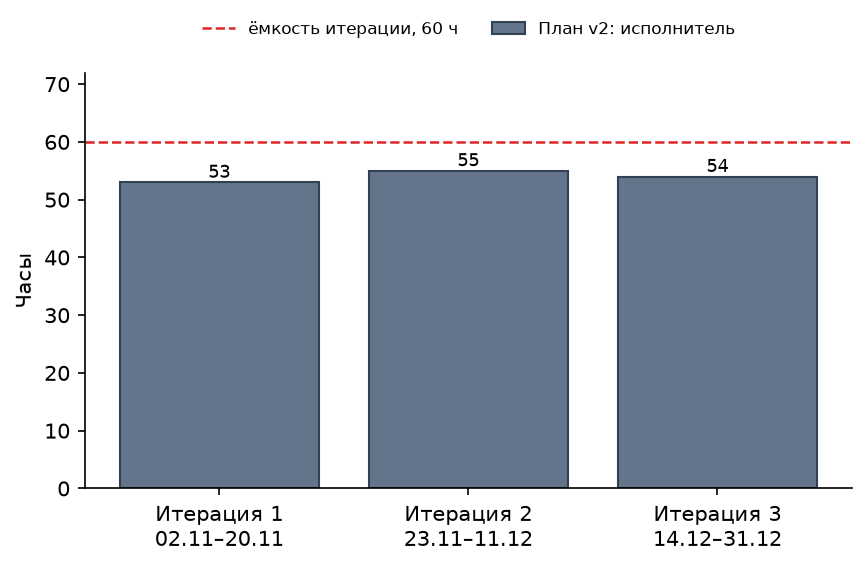 ёмкость итерации, 60 ч
План v2: исполнитель
70
60
50
40
30
20
10
0
Часы
53
55
54
Итерация 1
02.11–20.11
Итерация 2
23.11–11.12
Итерация 3
14.12–31.12